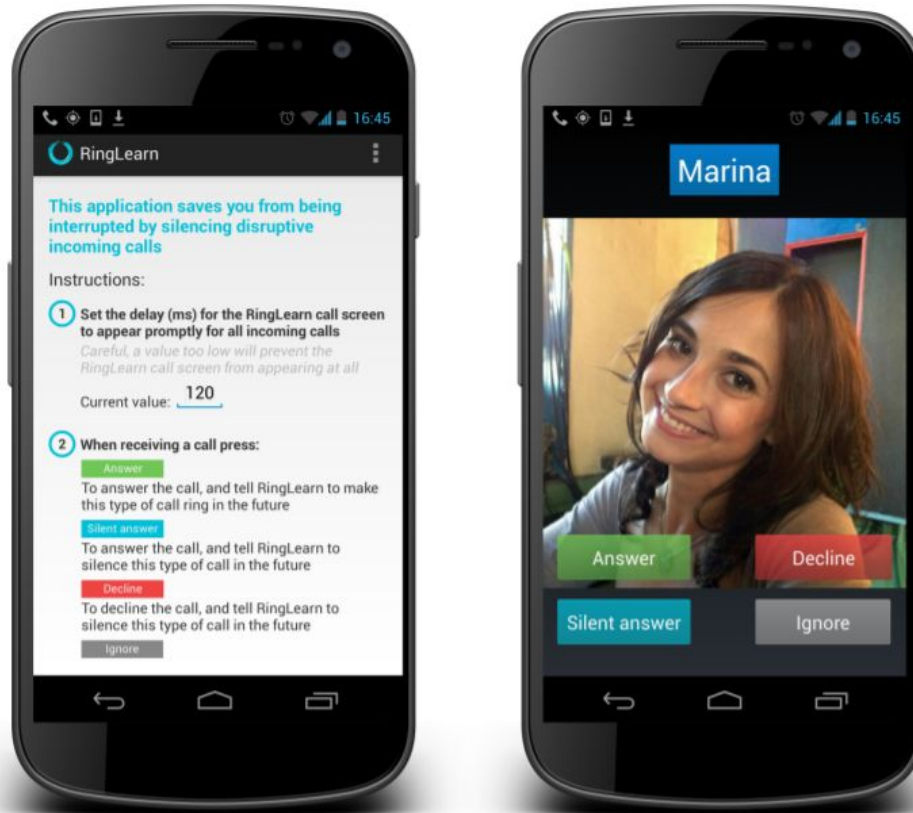 16:45
RingLearn
This application saves you from being
interrupted by silencing disruptive
incoming calls
Instructions:
1 Set the delay (ms) for the RingLearn call screen
to appear promptly for all incoming calls
Careful, a value too low will prevent the
RingLearn call screen from appearing at all
Current value: 120
2 When receiving a call press:
Answer
To answer the call, and tell RingLearn to make
this type of call ring in the future
Silent answer
To answer the call, and tell RingLearn to
silence this type of call in the future
Decline
To decline the call, and tell RingLearn to
silence this type of call in the future
Ignore
16:45
Marina
Answer Decline
Silent answer Ignore